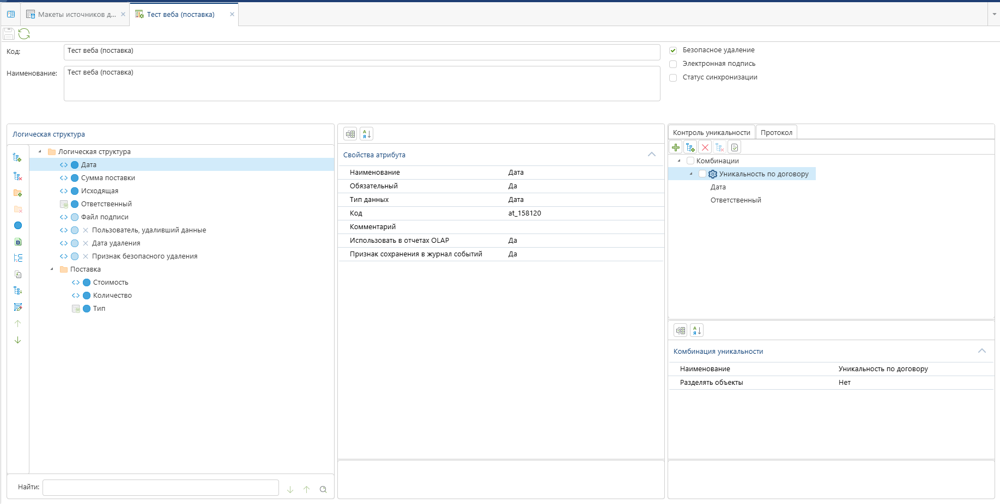 Макеты источников д...
Тест веба (поставка)
Код:
Тест веба (поставка)
Наименование:
Тест веба (поставка)
Безопасное удаление
Электронная подпись
Статус синхронизации
Логическая структура
Логическая структура
Дата
Сумма поставки
Исходящая
Ответственный
Файл подписи
Пользователь, удаливший данные
Дата удаления
Признак безопасного удаления
Поставка
Стоимость
Количество
Тип
Найти:
Свойства атрибута
Наименование Дата
Обязательный Да
Тип данных Дата
Код at_158120
Комментарий
Использовать в отчетах OLAP Да
Признак сохранения в журнал событий Да
Контроль уникальности
Протокол
Комбинации
Уникальность по договору
Дата
Ответственный
Комбинация уникальности
Наименование Уникальность по договору
Разделять объекты Нет